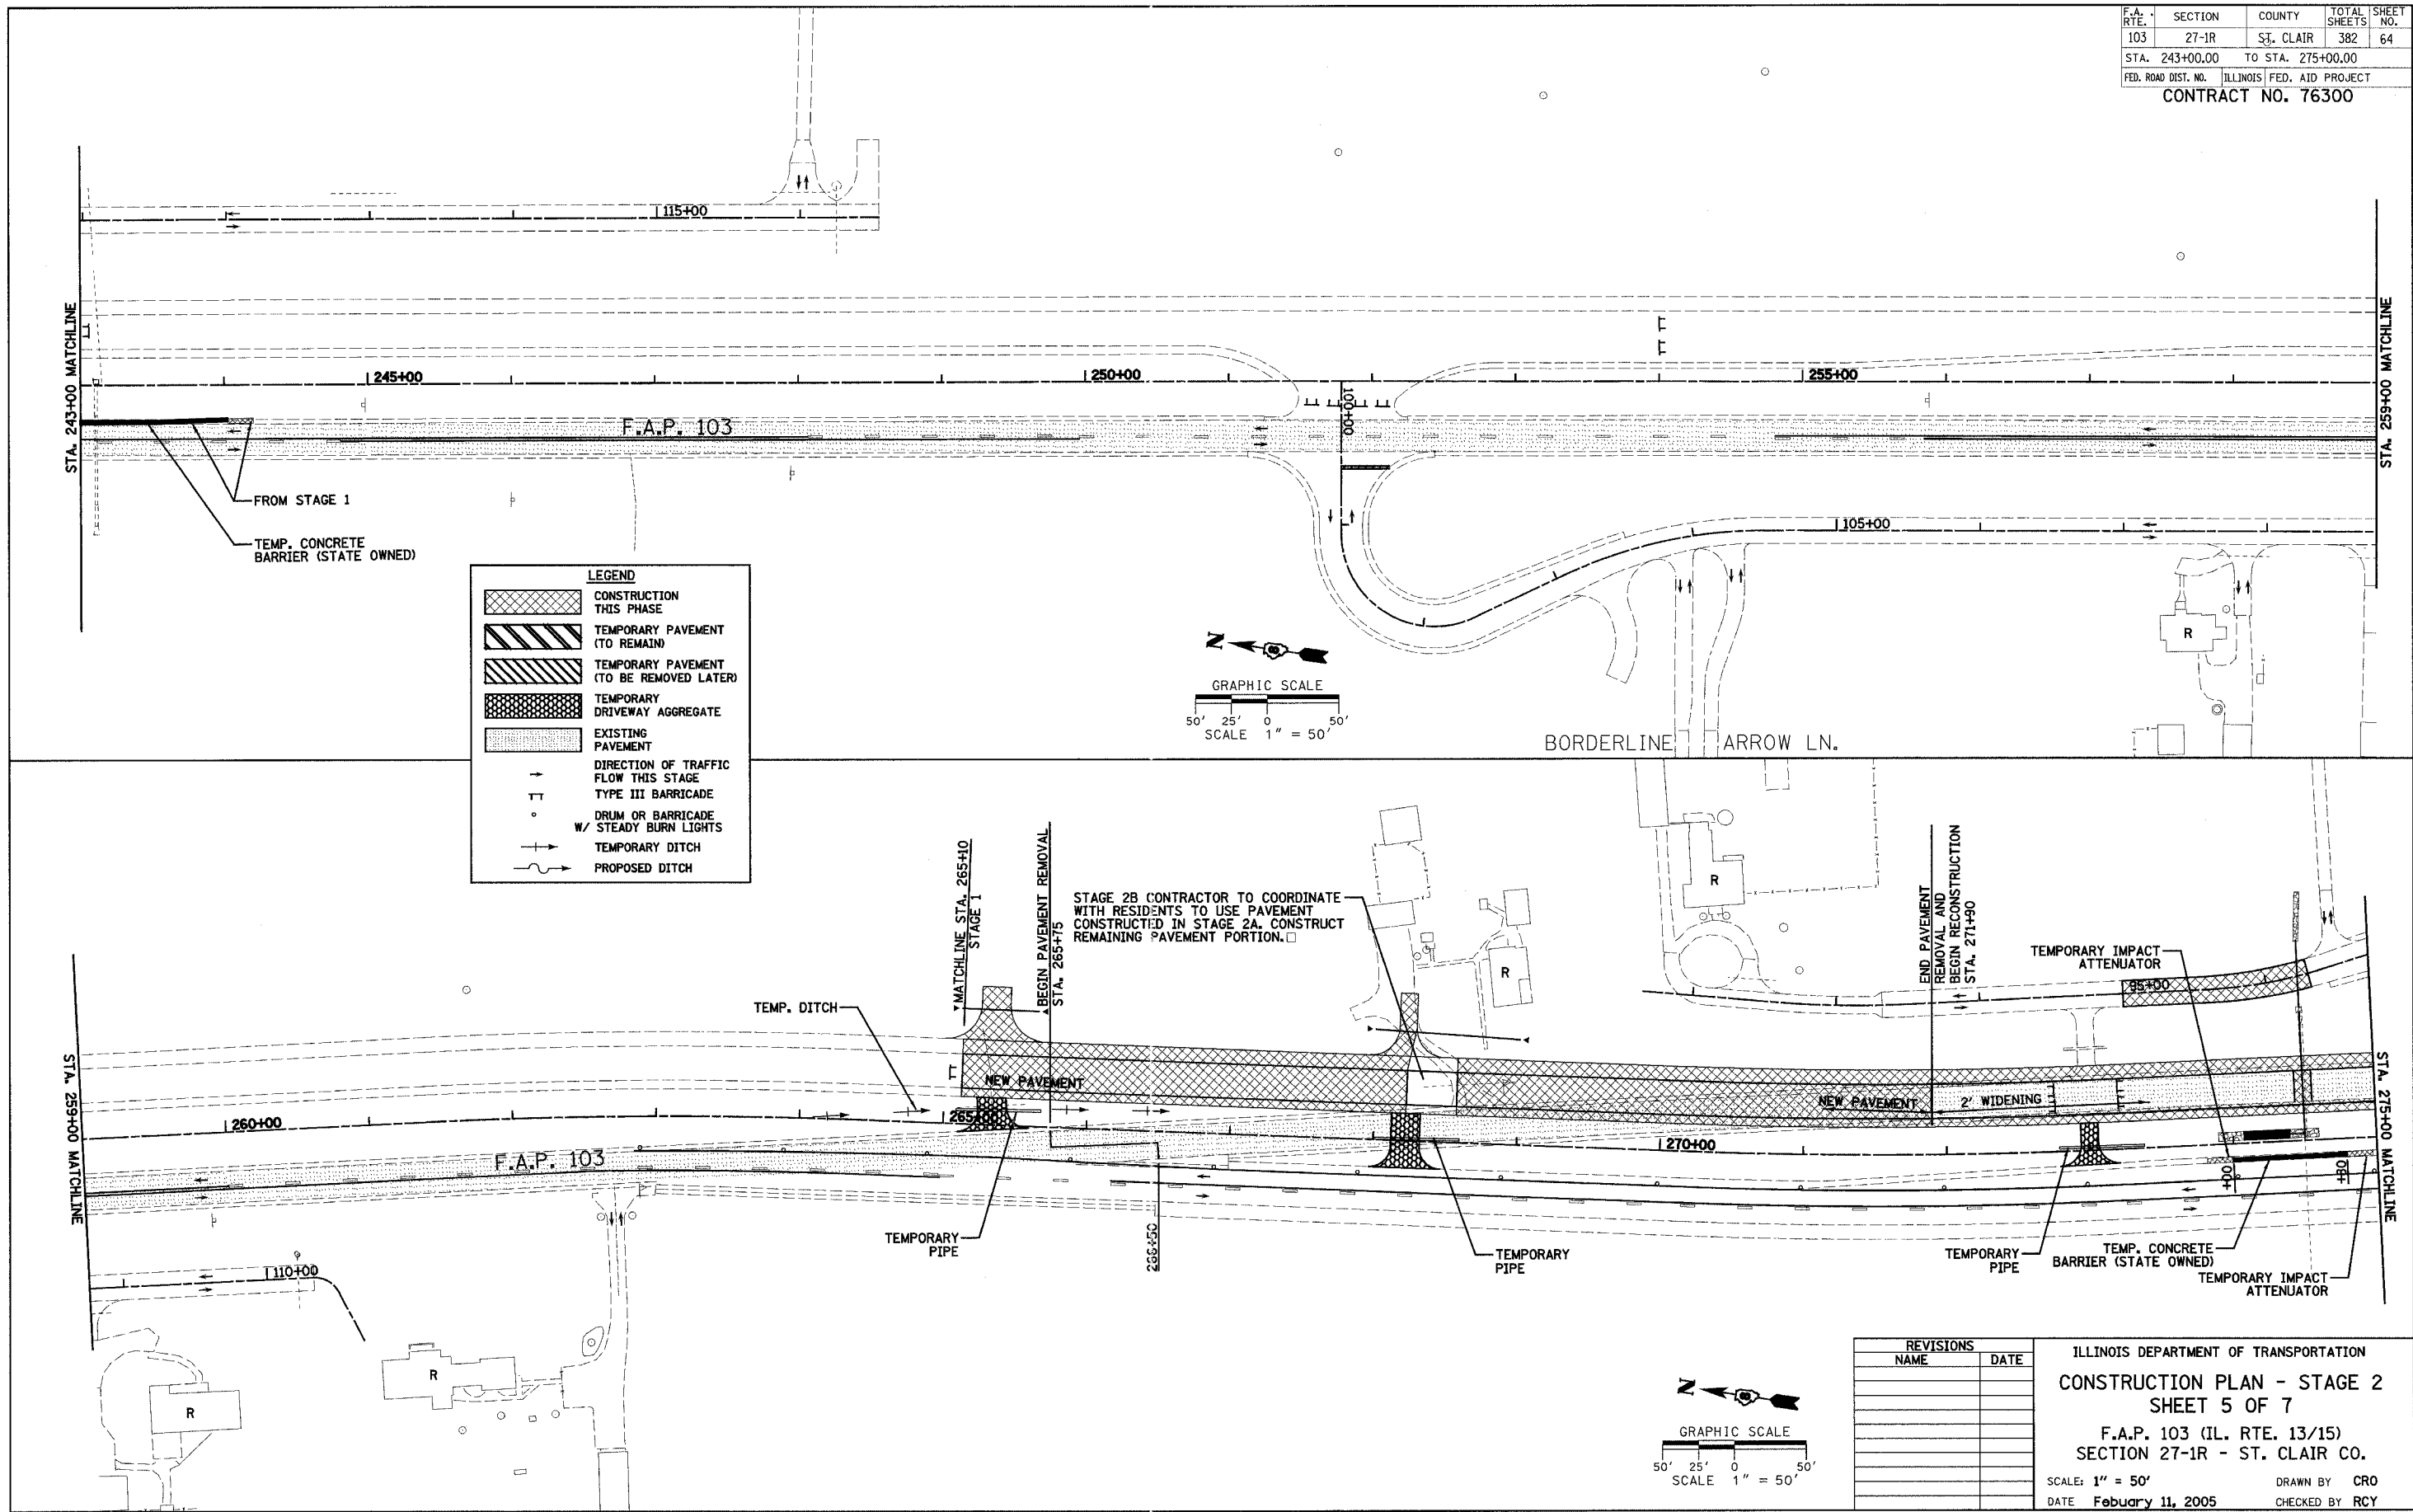 F.A. RTE. SECTION COUNTY TOTAL SHEETS SHEET NO.
103 27-1R ST. CLAIR 382 64
STA. 243+00.00 TO STA. 275+00.00
FED. ROAD DIST. NO. ILLINOIS FED. AID PROJECT
CONTRACT NO. 76300
115+00
STA. 243+00 MATCHLINE
245+00
250+00
255+00
STA. 259+00 MATCHLINE
F.A.P. 103
100+00
FROM STAGE 1
TEMP. CONCRETE
BARRIER (STATE OWNED)
105+00
R
N
GRAPHIC SCALE
50' 25' 0 50'
SCALE 1" = 50'
BORDERLINE ARROW LN.
LEGEND
CONSTRUCTION
THIS PHASE
TEMPORARY PAVEMENT
(TO REMAIN)
TEMPORARY PAVEMENT
(TO BE REMOVED LATER)
TEMPORARY
DRIVEWAY AGGREGATE
EXISTING
PAVEMENT
DIRECTION OF TRAFFIC
FLOW THIS STAGE
TYPE III BARRICADE
DRUM OR BARRICADE
W/ STEADY BURN LIGHTS
TEMPORARY DITCH
PROPOSED DITCH
MATCHLINE STA. 265+10
STAGE 1
BEGIN PAVEMENT REMOVAL
STA. 265+75
STAGE 2B CONTRACTOR TO COORDINATE
WITH RESIDENTS TO USE PAVEMENT
CONSTRUCTED IN STAGE 2A. CONSTRUCT
REMAINING PAVEMENT PORTION.
R
R
END PAVEMENT
REMOVAL AND
BEGIN RECONSTRUCTION
STA. 271+90
TEMPORARY IMPACT
ATTENUATOR
95+00
TEMP. DITCH
STA. 259+00 MATCHLINE
260+00
NEW PAVEMENT
265+00
NEW PAVEMENT
2' WIDENING
270+00
STA. 275+00 MATCHLINE
F.A.P. 103
+00
+80
TEMPORARY
PIPE
266+50
TEMPORARY
PIPE
TEMPORARY
PIPE
TEMP. CONCRETE
BARRIER (STATE OWNED)
TEMPORARY IMPACT
ATTENUATOR
110+00
R
R
N
GRAPHIC SCALE
50' 25' 0 50'
SCALE 1" = 50'
REVISIONS
NAME DATE
ILLINOIS DEPARTMENT OF TRANSPORTATION
CONSTRUCTION PLAN - STAGE 2
SHEET 5 OF 7
F.A.P. 103 (IL. RTE. 13/15)
SECTION 27-1R - ST. CLAIR CO.
SCALE: 1" = 50' DRAWN BY CRO
DATE Febuary 11, 2005 CHECKED BY RCY